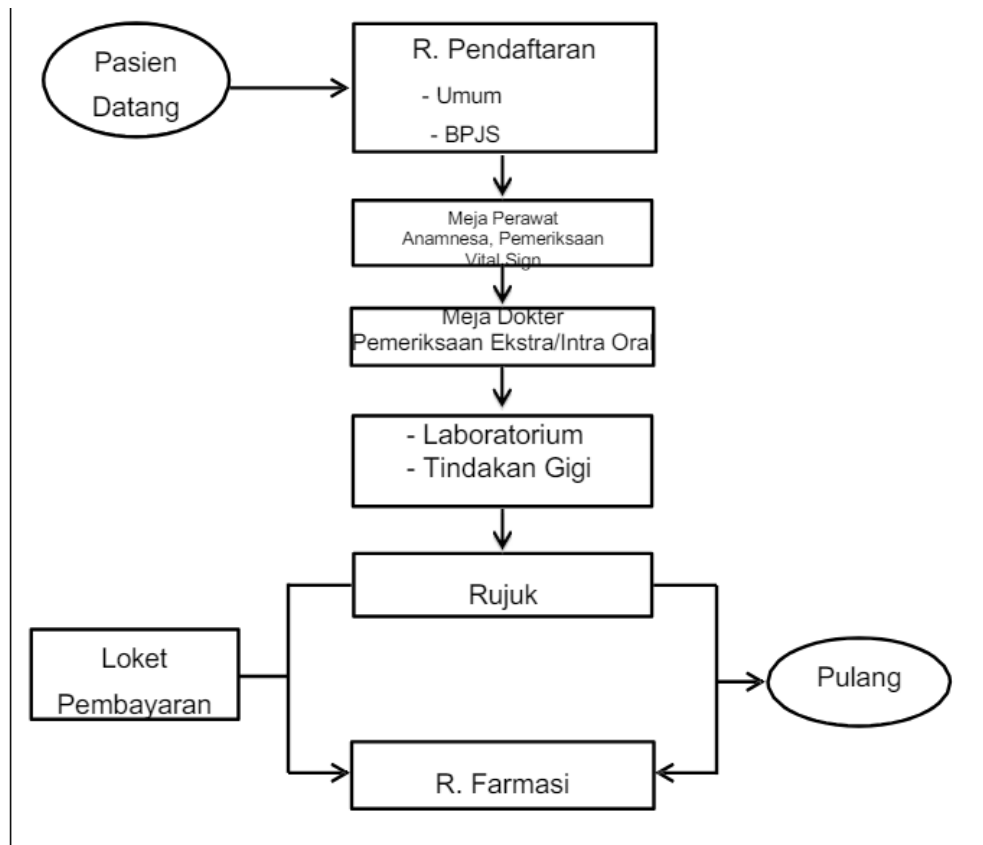 Pasien
Datang
R. Pendaftaran
- Umum
- BPJS
Meja Perawat
Anamnesa, Pemeriksaan
Vital Sign
Meja Dokter
Pemeriksaan Ekstra/Intra Oral
- Laboratorium
- Tindakan Gigi
Rujuk
Loket
Pembayaran
Pulang
R. Farmasi